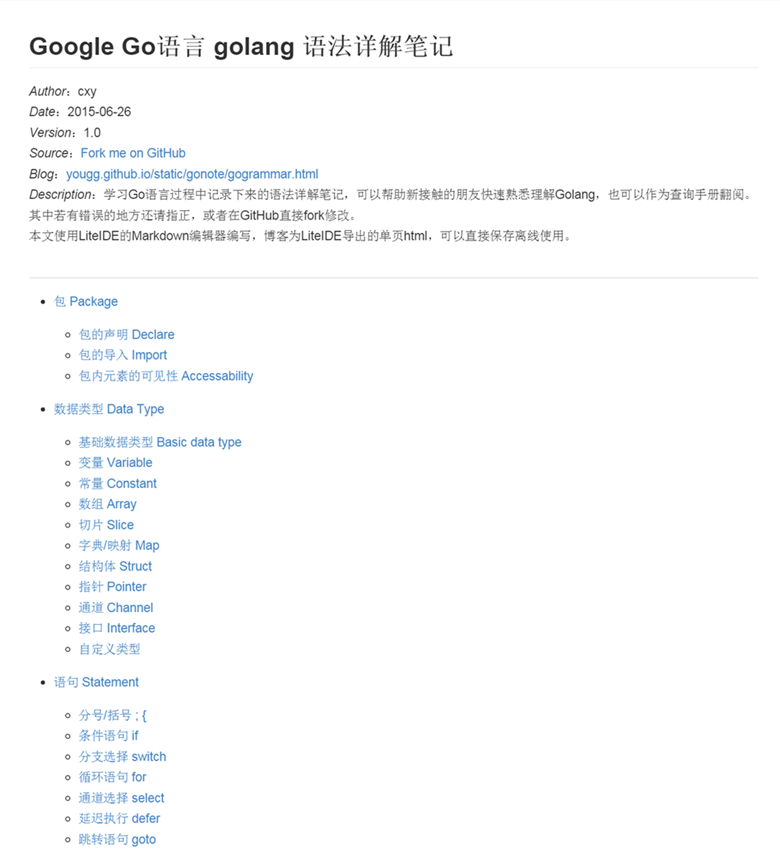 Google Go语言 golang 语法详解笔记
Author：cxy
Date：2015-06-26
Version：1.0
Source：Fork me on GitHub
Blog：yougg.github.io/static/gonote/gogrammar.html
Description：学习Go语言过程中记录下来的语法详解笔记，可以帮助新接触的朋友快速熟悉理解Golang，也可以作为查询手册翻阅。
其中若有错误的地方还请指正，或者在GitHub直接fork修改。
本文使用LiteIDE的Markdown编辑器编写，博客为LiteIDE导出的单页html，可以直接保存离线使用。
包 Package
包的声明 Declare
包的导入 Import
包内元素的可见性 Accessability
数据类型 Data Type
基础数据类型 Basic data type
变量 Variable
常量 Constant
数组 Array
切片 Slice
字典/映射 Map
结构体 Struct
指针 Pointer
通道 Channel
接口 Interface
自定义类型
语句 Statement
分号/括号 ; {
条件语句 if
分支选择 switch
循环语句 for
通道选择 select
延迟执行 defer
跳转语句 goto